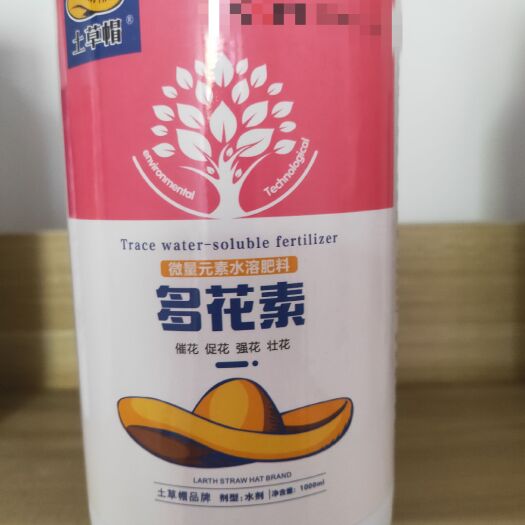 土草帽®
environmental
Technological
Trace water-soluble fertilizer
微量元素水溶肥料
多花素
催花 促花 强花 壮花
LARTH STRAW HAT BRAND
土草帽品牌 剂型:水剂 净含量:1000ml